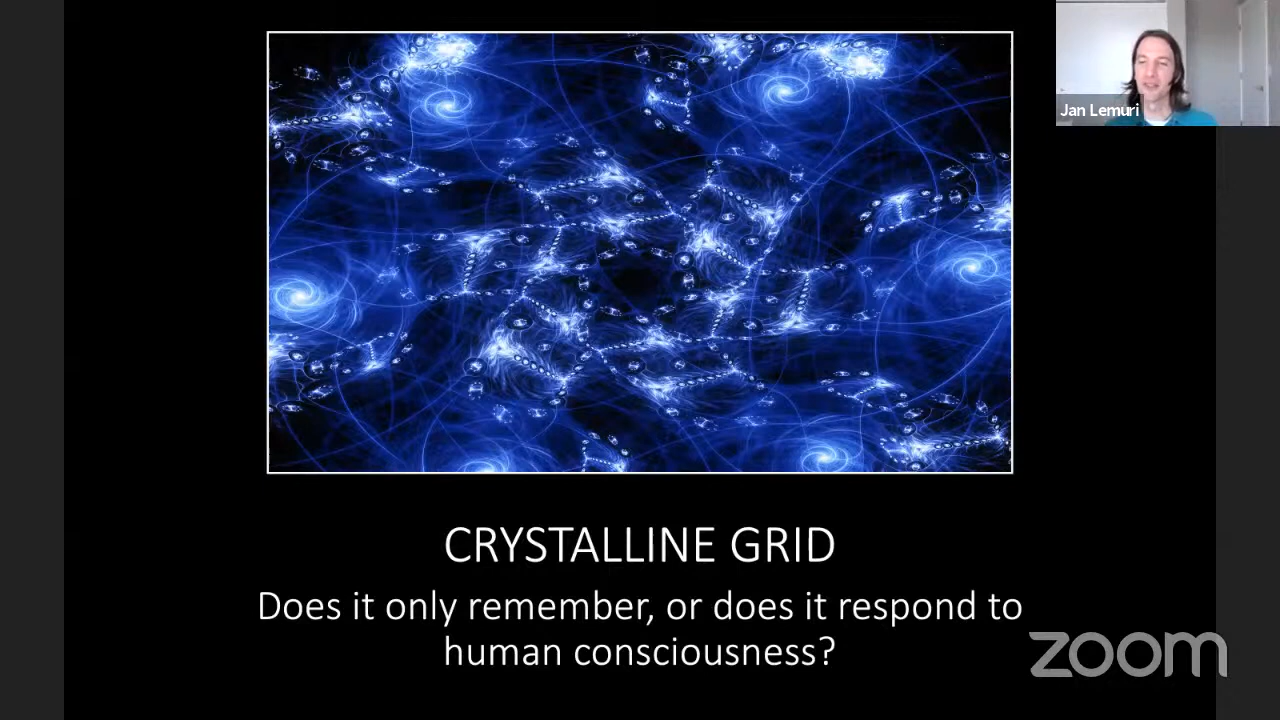 Jan Lemuri
CRYSTALLINE GRID
Does it only remember, or does it respond to
human consciousness?
zoom